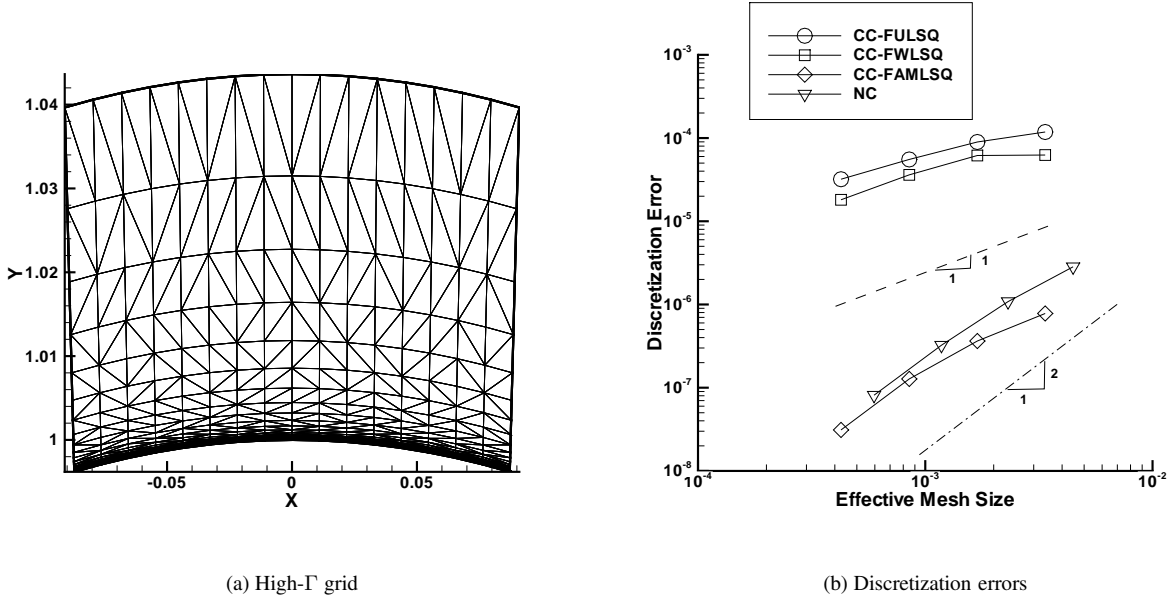 1.04
1.03
1.02
1.01
1
Y
-0.05
0
0.05
X
CC-FULSQ
CC-FWLSQ
CC-FAMLSQ
NC
10-3
10-4
10-5
10-6
10-7
10-8
Discretization Error
1
1
2
1
10-4
10-3
10-2
Effective Mesh Size
(a) High-Γ grid
(b) Discretization errors